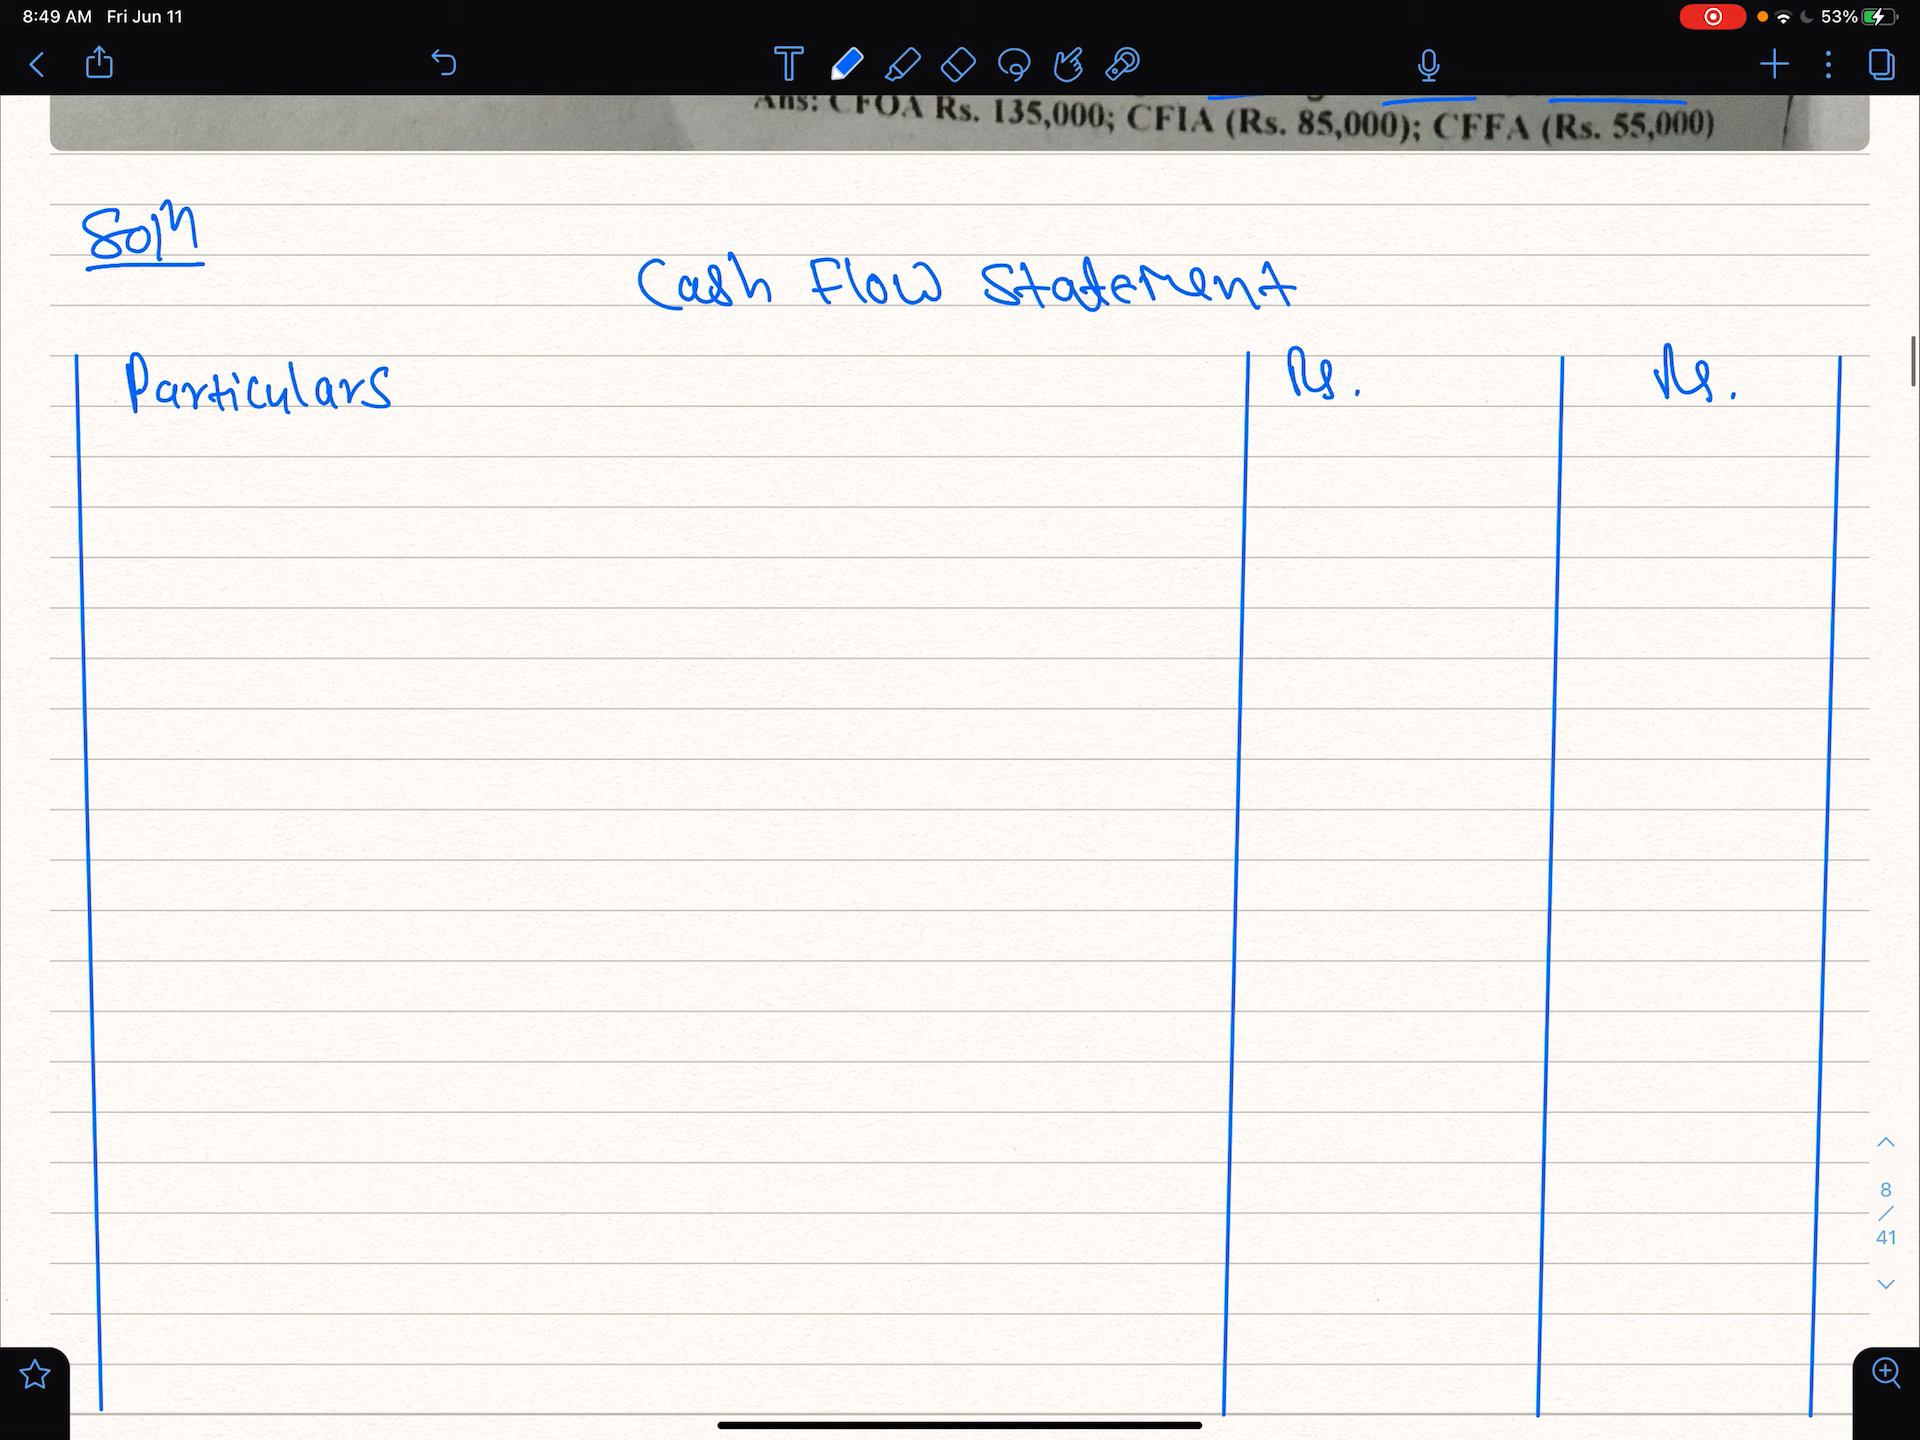 8:49 AM Fri Jun 11
53%
Ans: CFOA Rs. 135,000; CFIA (Rs. 85,000); CFFA (Rs. 55,000)
Soln
Cash Flow Statement
Particulars Rs. Rs.
8
/
41